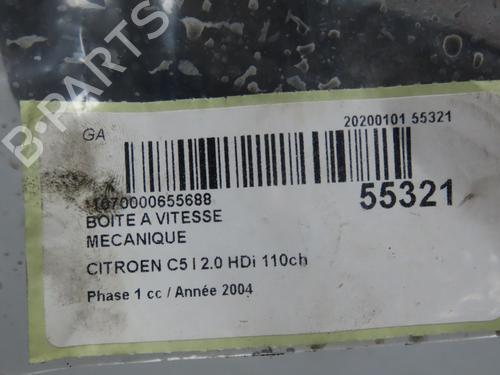 B-PARTS
GA
20200101 55321
1670000655688
55321
BOITE A VITESSE
MECANIQUE
CITROEN C5 I 2.0 HDi 110ch
Phase 1 cc / Année 2004